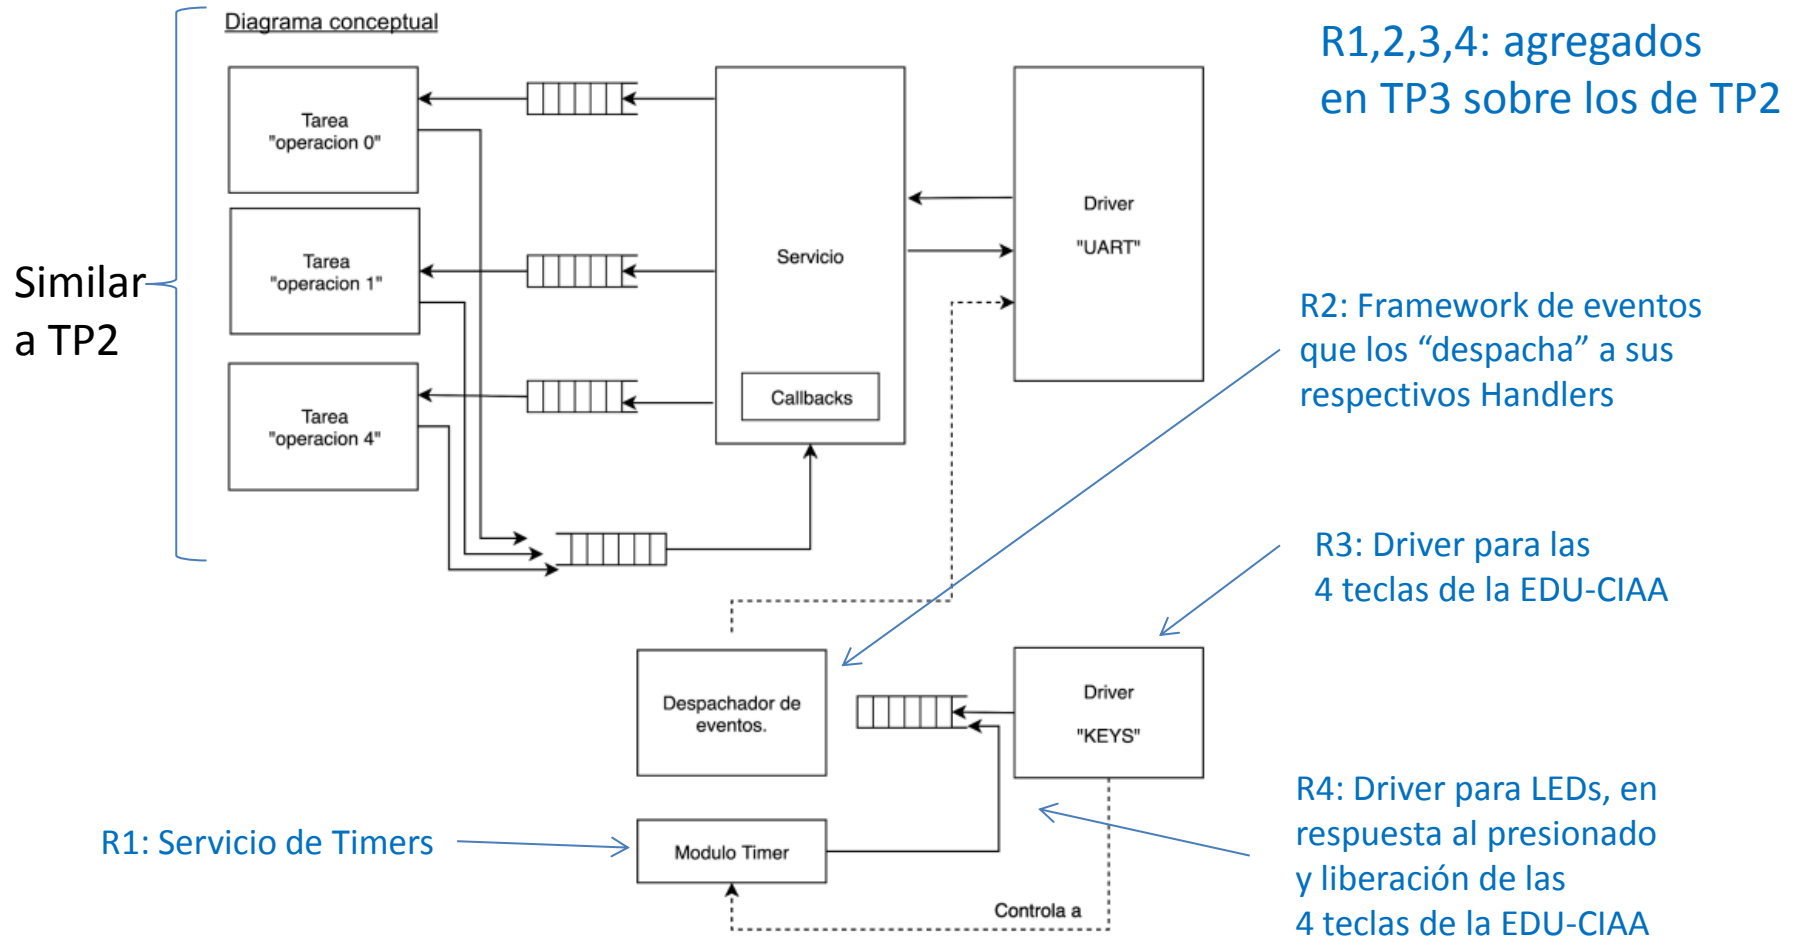 Diagrama conceptual
R1,2,3,4: agregados
en TP3 sobre los de TP2
Tarea
"operacion 0"
Tarea
"operacion 1"
Tarea
"operacion 4"
Similar
a TP2
Servicio
Callbacks
Driver
"UART"
R2: Framework de eventos
que los “despacha” a sus
respectivos Handlers
R3: Driver para las
4 teclas de la EDU-CIAA
Despachador de
eventos.
Driver
"KEYS"
R1: Servicio de Timers
Modulo Timer
Controla a
R4: Driver para LEDs, en
respuesta al presionado
y liberación de las
4 teclas de la EDU-CIAA